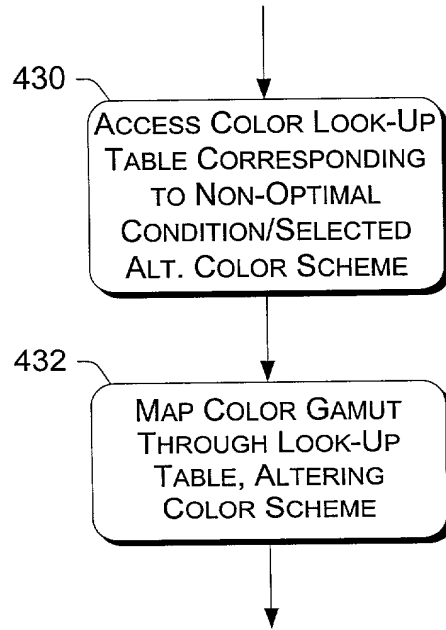 430
ACCESS COLOR LOOK-UP
TABLE CORRESPONDING
TO NON-OPTIMAL
CONDITION/SELECTED
ALT. COLOR SCHEME
432
MAP COLOR GAMUT
THROUGH LOOK-UP
TABLE, ALTERING
COLOR SCHEME